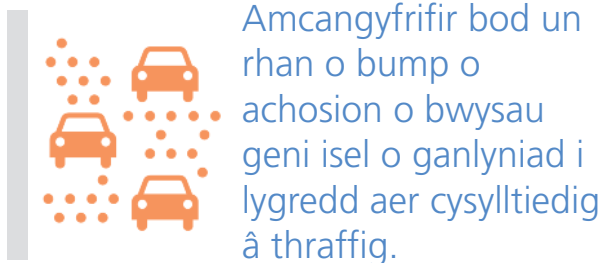 Amcangyfrifir bod un
rhan o bump o
achosion o bwysau
geni isel o ganlyniad i
lygredd aer cysylltiedig
â thraffig.